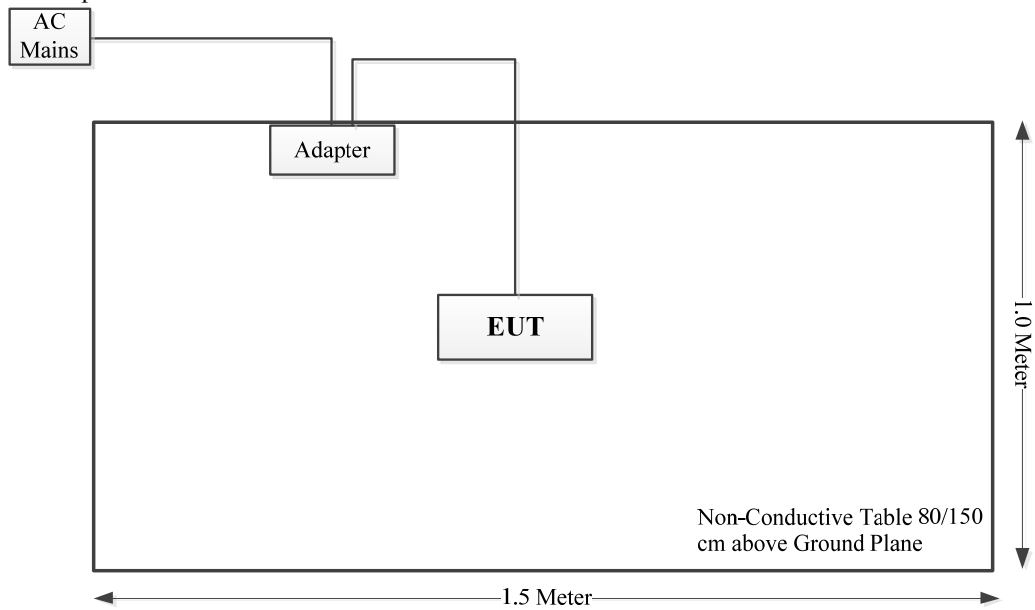 AC
Mains
Adapter
EUT
1.0 Meter
Non-Conductive Table 80/150
cm above Ground Plane
1.5 Meter